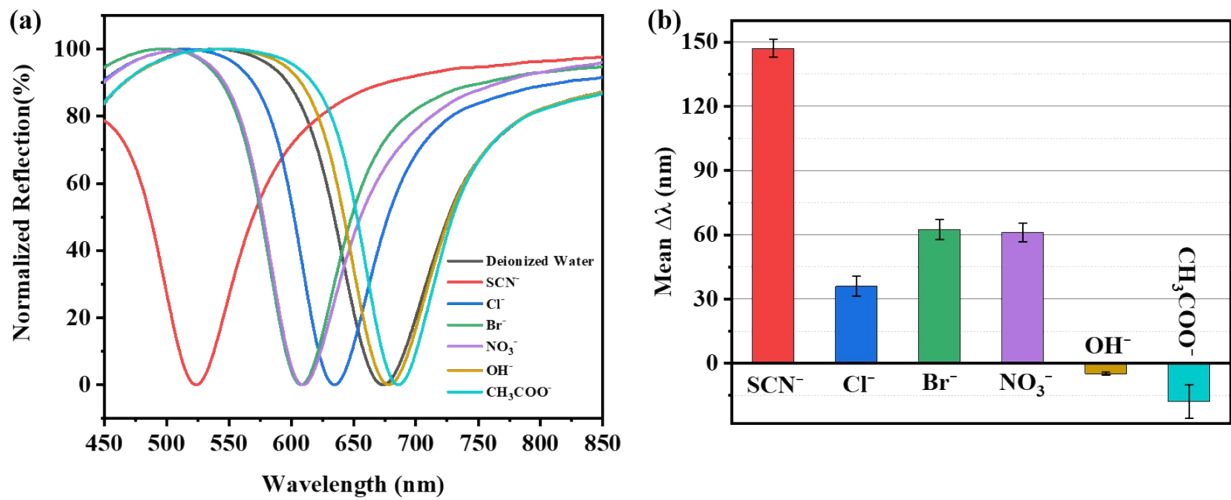 (a)
Normalized Reflection(%)
100
80
60
40
20
0
Deionized Water
SCN⁻
Cl⁻
Br⁻
NO₃⁻
OH⁻
CH₃COO⁻
450 500 550 600 650 700 750 800 850
Wavelength (nm)
(b)
Mean Δλ (nm)
150
120
90
60
30
0
SCN⁻
Cl⁻
Br⁻
NO₃⁻
OH⁻
CH₃COO⁻